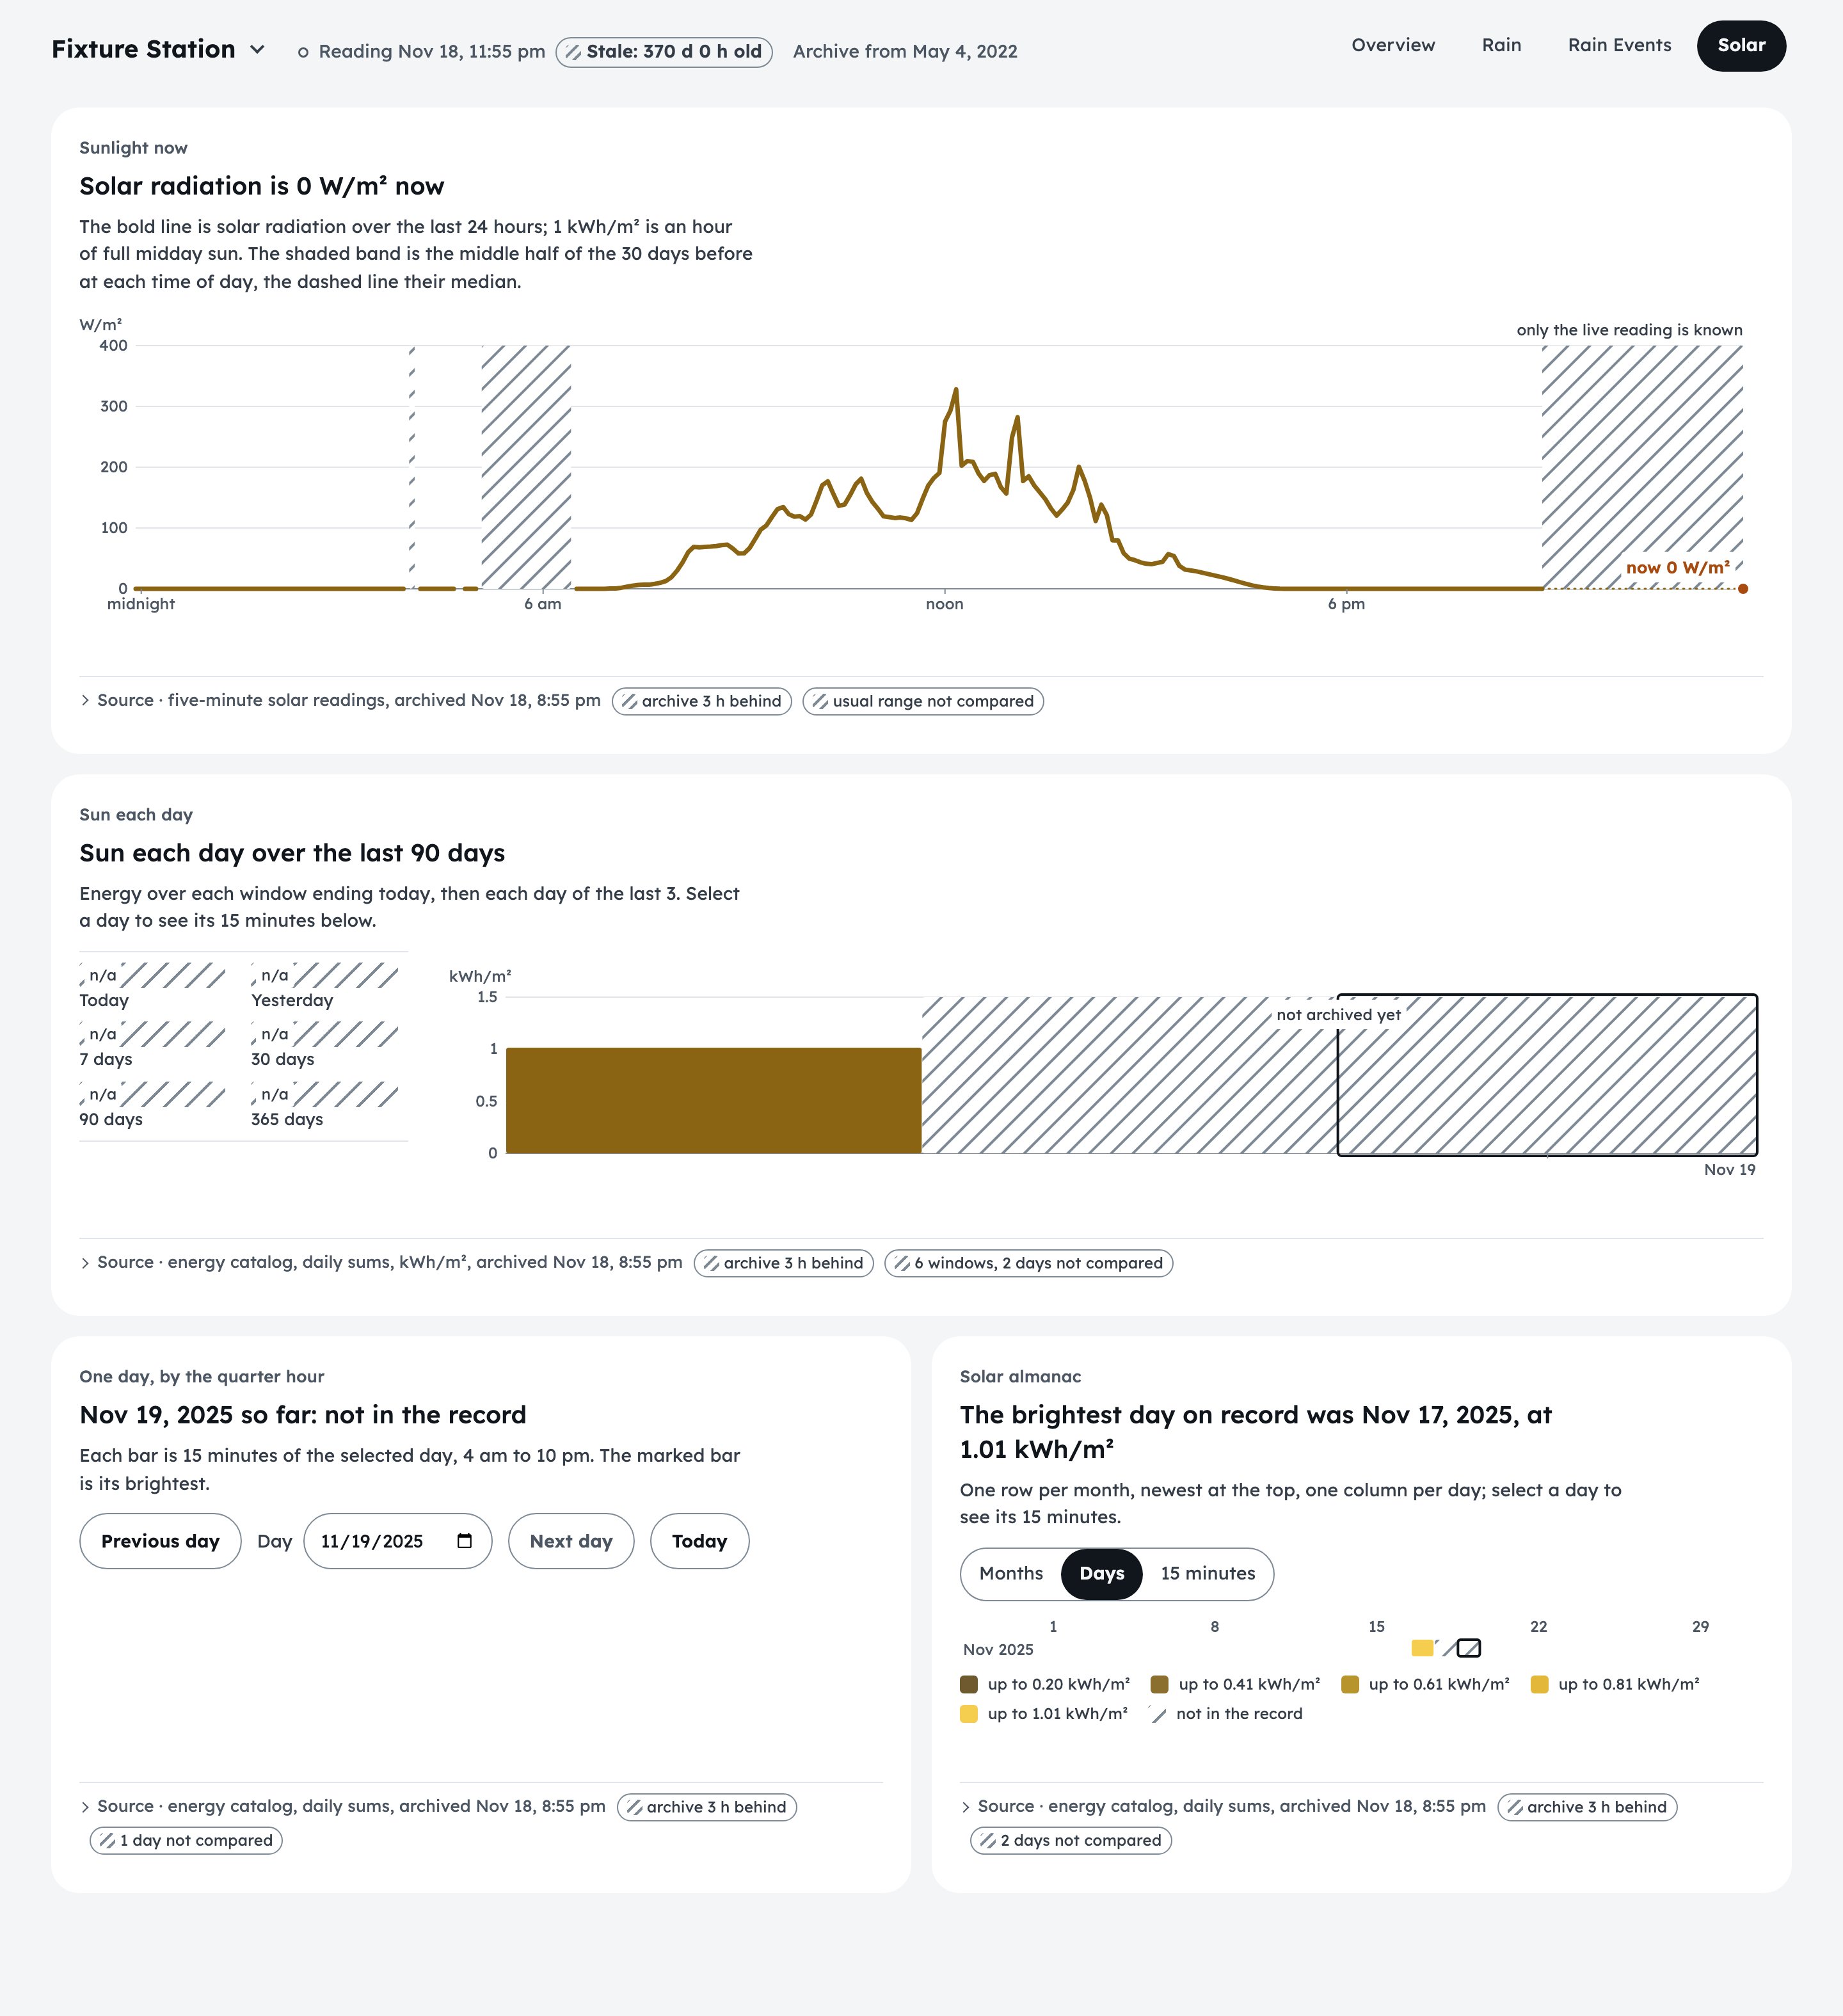 Fixture Station
Reading Nov 18, 11:55 pm
Stale: 370 d 0 h old
Archive from May 4, 2022
Overview
Rain
Rain Events
Solar
Sunlight now
Solar radiation is 0 W/m² now
The bold line is solar radiation over the last 24 hours; 1 kWh/m² is an hour
of full midday sun. The shaded band is the middle half of the 30 days before
at each time of day, the dashed line their median.
W/m²
only the live reading is known
400
300
200
100
now 0 W/m²
0
midnight
6 am
noon
6 pm
Source · five-minute solar readings, archived Nov 18, 8:55 pm
archive 3 h behind
usual range not compared
Sun each day
Sun each day over the last 90 days
Energy over each window ending today, then each day of the last 3. Select
a day to see its 15 minutes below.
n/a
Today
n/a
Yesterday
n/a
7 days
n/a
30 days
n/a
90 days
n/a
365 days
kWh/m²
1.5
not archived yet
1
0.5
0
Nov 19
Source · energy catalog, daily sums, kWh/m², archived Nov 18, 8:55 pm
archive 3 h behind
6 windows, 2 days not compared
One day, by the quarter hour
Nov 19, 2025 so far: not in the record
Each bar is 15 minutes of the selected day, 4 am to 10 pm. The marked bar
is its brightest.
Previous day
Day
11/19/2025
Next day
Today
Source · energy catalog, daily sums, archived Nov 18, 8:55 pm
archive 3 h behind
1 day not compared
Solar almanac
The brightest day on record was Nov 17, 2025, at
1.01 kWh/m²
One row per month, newest at the top, one column per day; select a day to
see its 15 minutes.
Months
Days
15 minutes
1
8
15
22
29
Nov 2025
up to 0.20 kWh/m²
up to 0.41 kWh/m²
up to 0.61 kWh/m²
up to 0.81 kWh/m²
up to 1.01 kWh/m²
not in the record
Source · energy catalog, daily sums, archived Nov 18, 8:55 pm
archive 3 h behind
2 days not compared